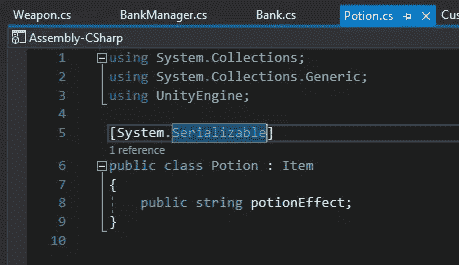 Weapon.cs BankManager.cs Bank.cs Potion.cs Cus
Assembly-CSharp
1 using System.Collections;
2 using System.Collections.Generic;
3 using UnityEngine;
4
5 [System.Serializable]
1 reference
6 public class Potion : Item
7 {
8 public string potionEffect;
9 }
10